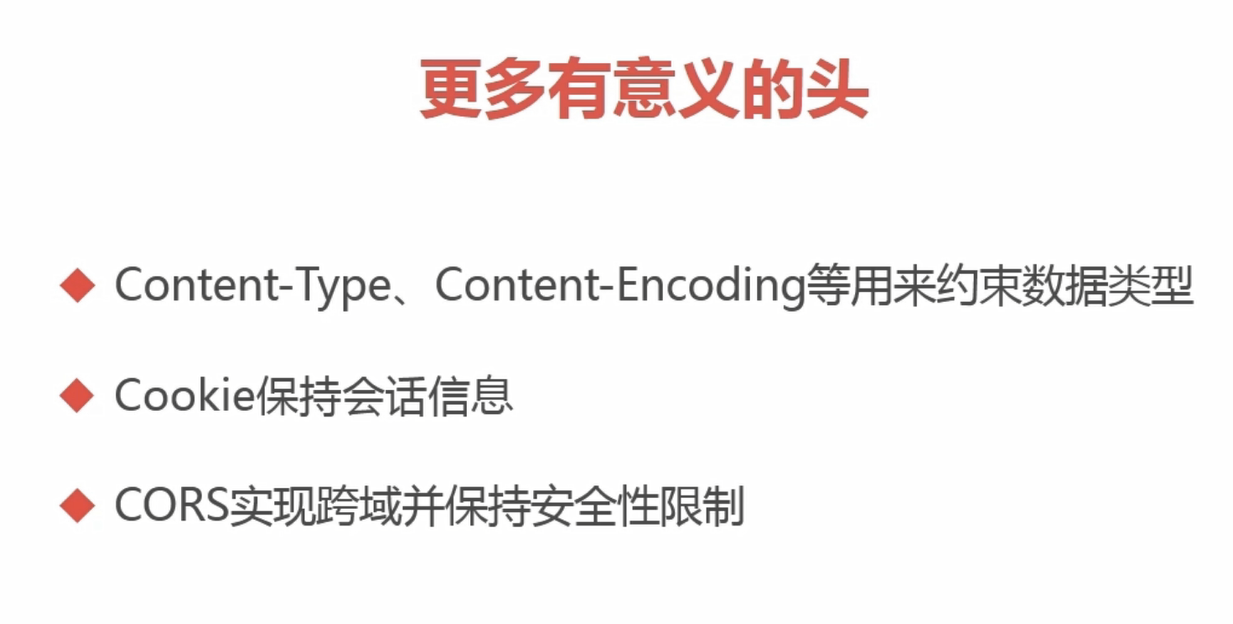 更多有意义的头
Content-Type、Content-Encoding等用来约束数据类型
Cookie保持会话信息
CORS实现跨域并保持安全性限制